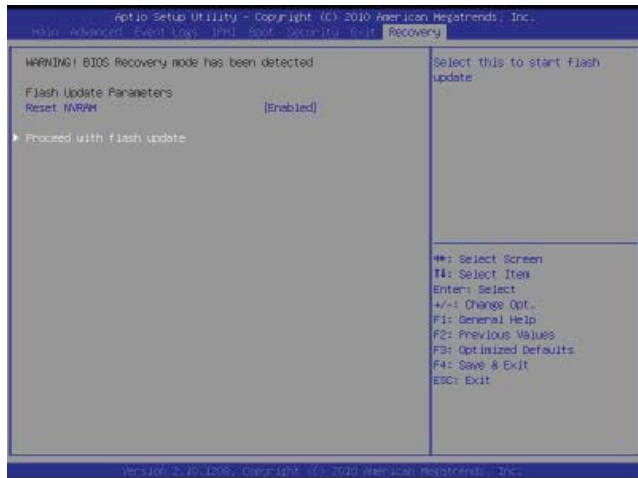 Aptio Setup Utility - Copyright (C) 2010 American Megatrends, Inc.
Main Advanced Event Logs IPMI Boot Security Exit Recovery
WARNING! BIOS Recovery mode has been detected
Flash Update Parameters
Reset NVRAM [Enabled]
▶ Proceed with flash update
Select this to start flash
update
↔: Select Screen
↑↓: Select Item
Enter: Select
+/-: Change Opt.
F1: General Help
F2: Previous Values
F3: Optimized Defaults
F4: Save & Exit
ESC: Exit
Version 2.10.1208. Copyright (C) 2010 American Megatrends, Inc.